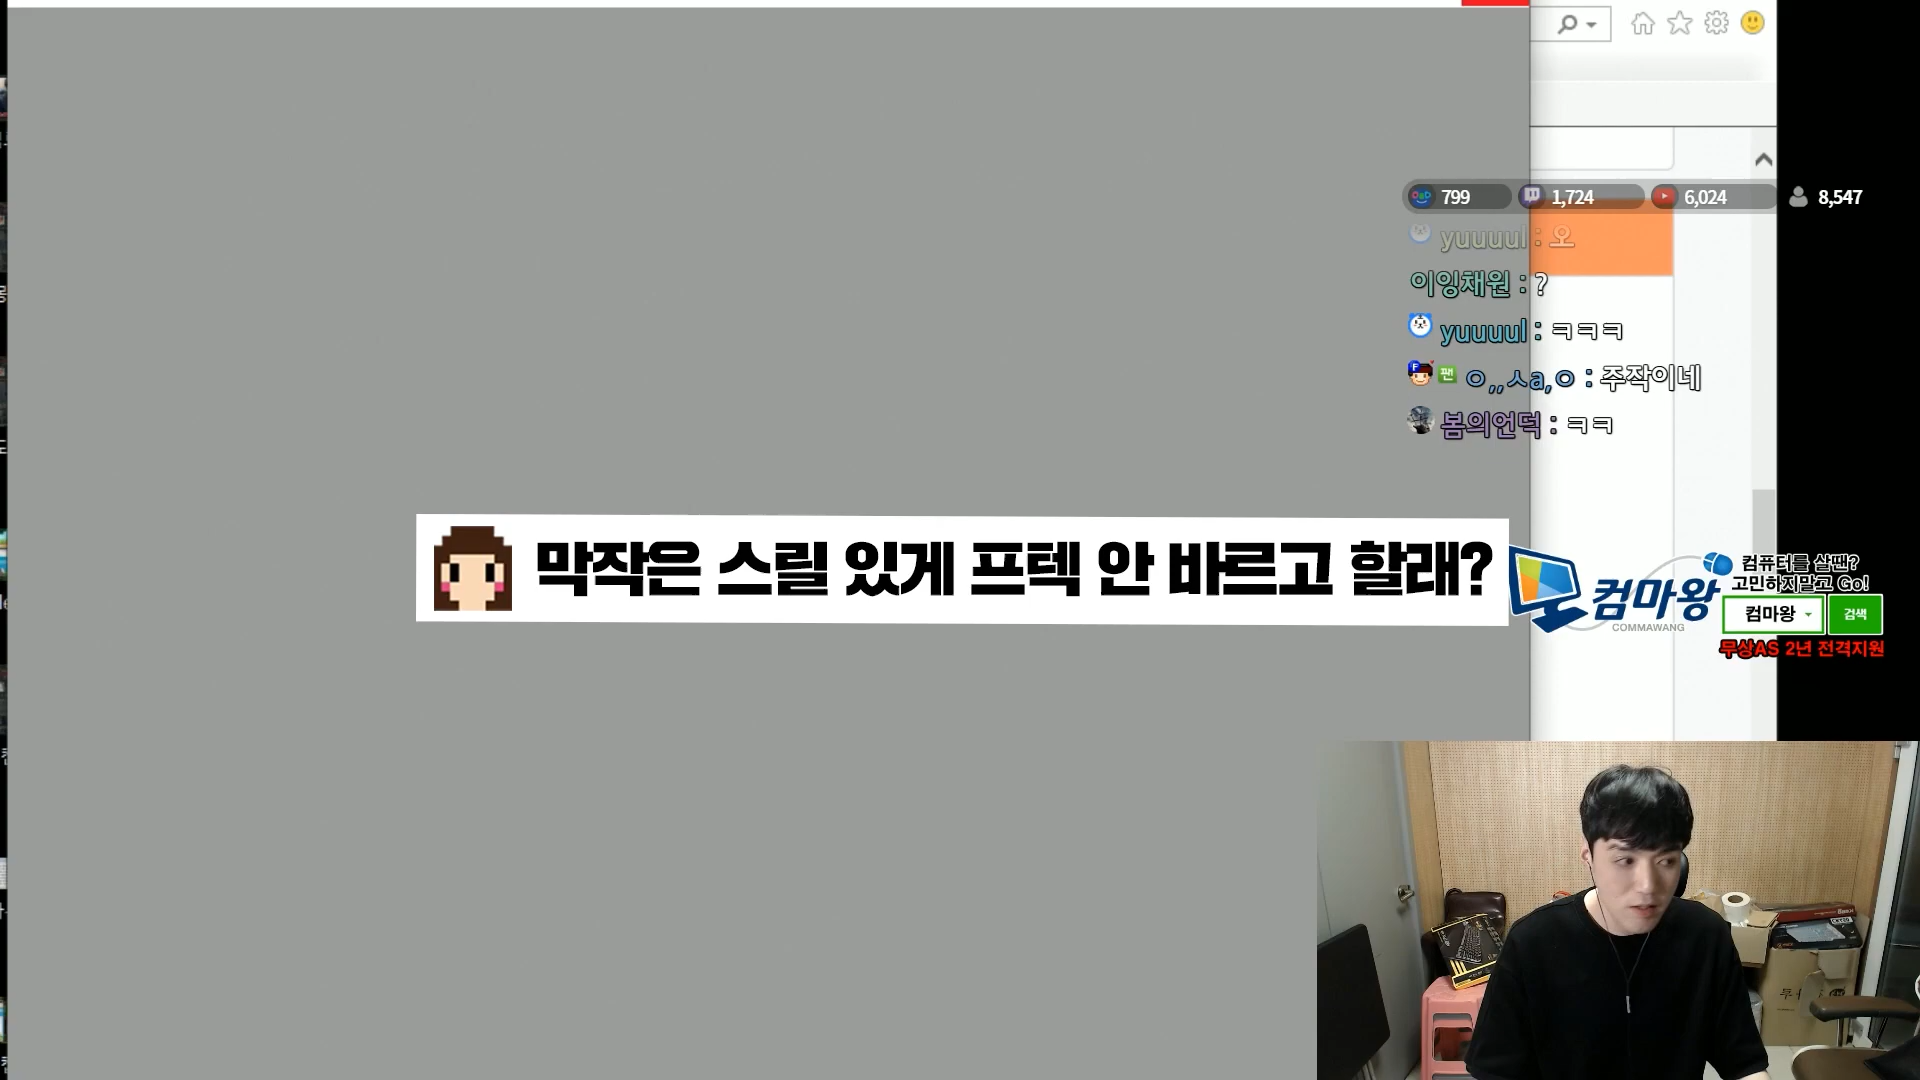 799 1,724 6,024 8,547
yuuuul : 오
이잉채원 : ?
yuuuul : ㅋㅋㅋ
팬 ㅇ,,ㅅa,ㅇ : 주작이네
봄의언덕 : ㅋㅋ
막작은 스릴 있게 프텍 안 바르고 할래?
컴마왕
COMMAWANG
컴퓨터를 살땐?
고민하지말고 Go!
컴마왕 검색
무상AS 2년 전격지원